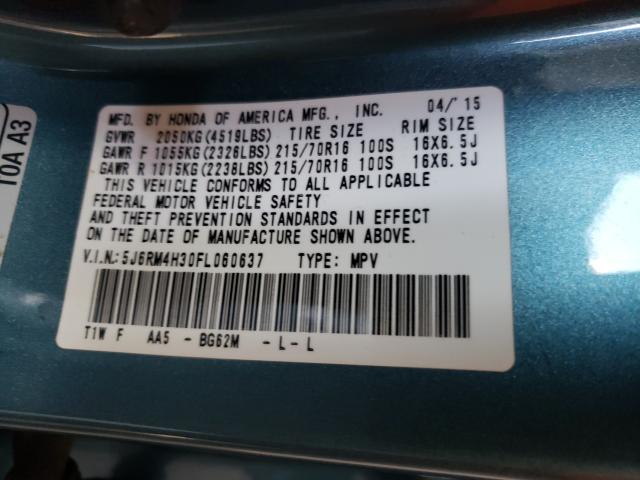 MFD. BY HONDA OF AMERICA MFG., INC. 04/'15
GVWR 2050KG(4519LBS) TIRE SIZE RIM SIZE
GAWR F 1055KG(2326LBS) 215/70R16 100S 16X6.5J
GAWR R 1015KG(2238LBS) 215/70R16 100S 16X6.5J
THIS VEHICLE CONFORMS TO ALL APPLICABLE
FEDERAL MOTOR VEHICLE SAFETY
AND THEFT PREVENTION STANDARDS IN EFFECT
ON THE DATE OF MANUFACTURE SHOWN ABOVE.
V.I.N.: 5J6RM4H30FL060637 TYPE: MPV
T1W F AA5 - BG62M - L - L
T0A A3